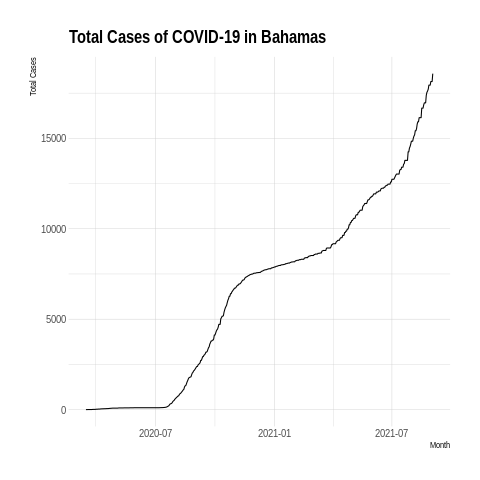 Total Cases of COVID-19 in Bahamas
Total Cases
15000
10000
5000
0
2020-07
2021-01
2021-07
Month